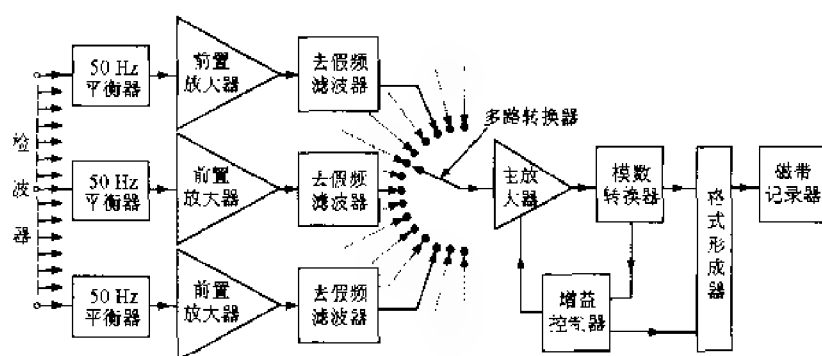 检波器
50 Hz
平衡器
前置
放大器
去假频
滤波器
50 Hz
平衡器
前置
放大器
去假频
滤波器
50 Hz
平衡器
前置
放大器
去假频
滤波器
多路转换器
主放
大器
模数
转换器
增益
控制器
格式形成器
磁带
记录器